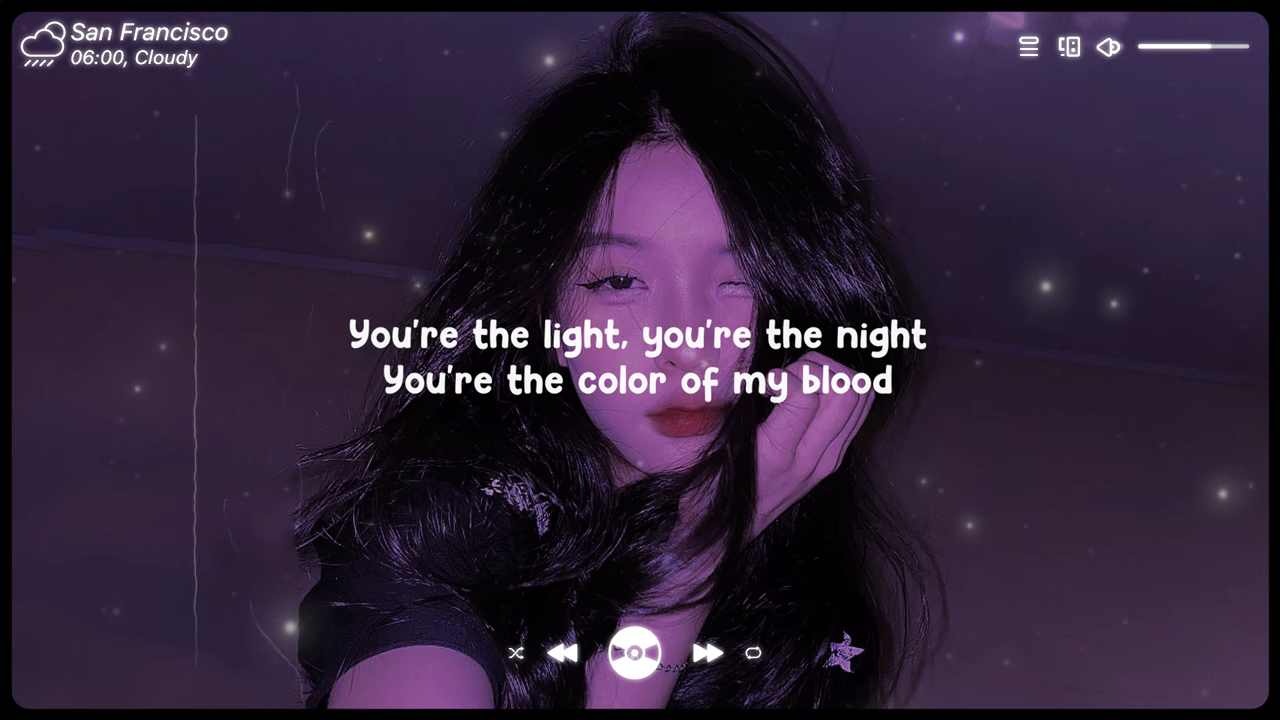 San Francisco
06:00, Cloudy
You're the light, you're the night
You're the color of my blood